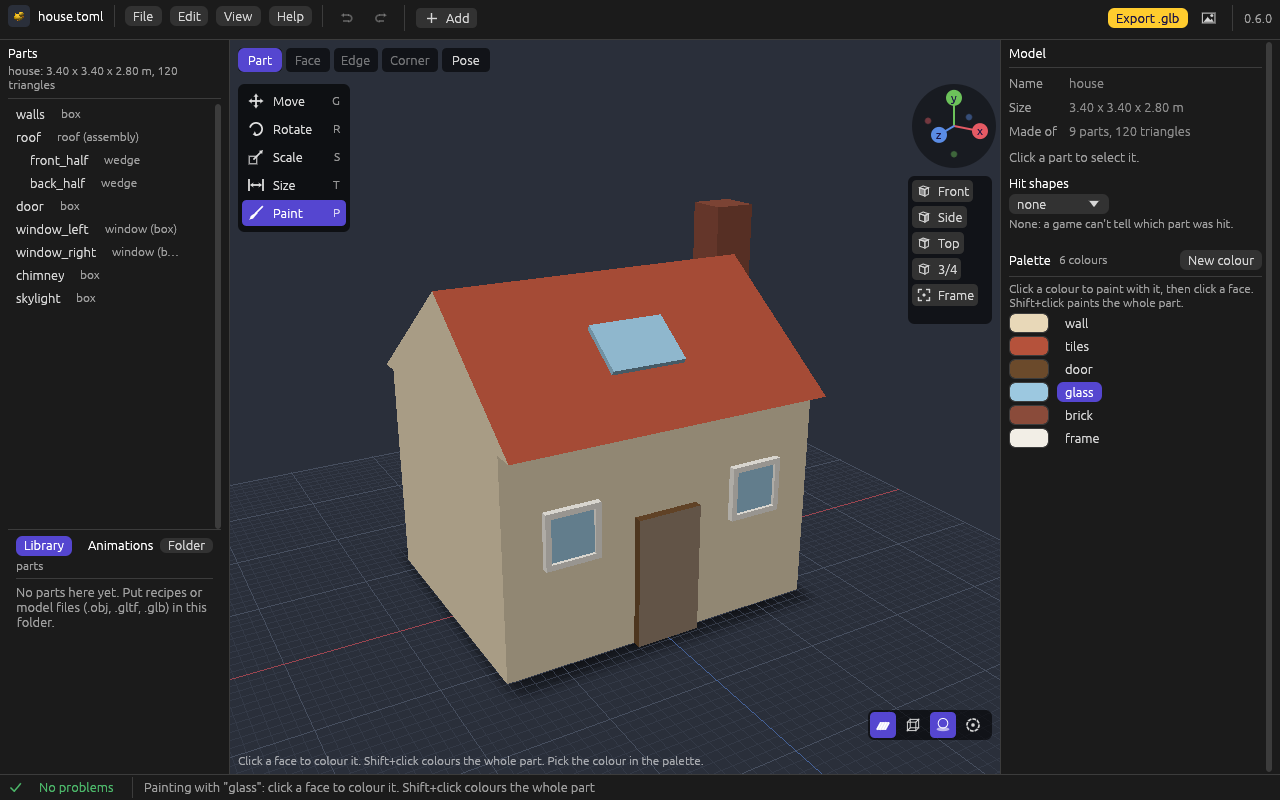 house.toml File Edit View Help + Add Export .glb 0.6.0
Parts
house: 3.40 x 3.40 x 2.80 m, 120
triangles
walls box
roof roof (assembly)
front_half wedge
back_half wedge
door box
window_left window (box)
window_right window (b...
chimney box
skylight box
Library Animations Folder
parts
No parts here yet. Put recipes or
model files (.obj, .gltf, .glb) in this
folder.
Part Face Edge Corner Pose
Move G
Rotate R
Scale S
Size T
Paint P
y
x
z
Front
Side
Top
3/4
Frame
Click a face to colour it. Shift+click colours the whole part. Pick the colour in the palette.
Model
Name house
Size 3.40 x 3.40 x 2.80 m
Made of 9 parts, 120 triangles
Click a part to select it.
Hit shapes
none
None: a game can't tell which part was hit.
Palette 6 colours New colour
Click a colour to paint with it, then click a face.
Shift+click paints the whole part.
wall
tiles
door
glass
brick
frame
No problems Painting with "glass": click a face to colour it. Shift+click colours the whole part